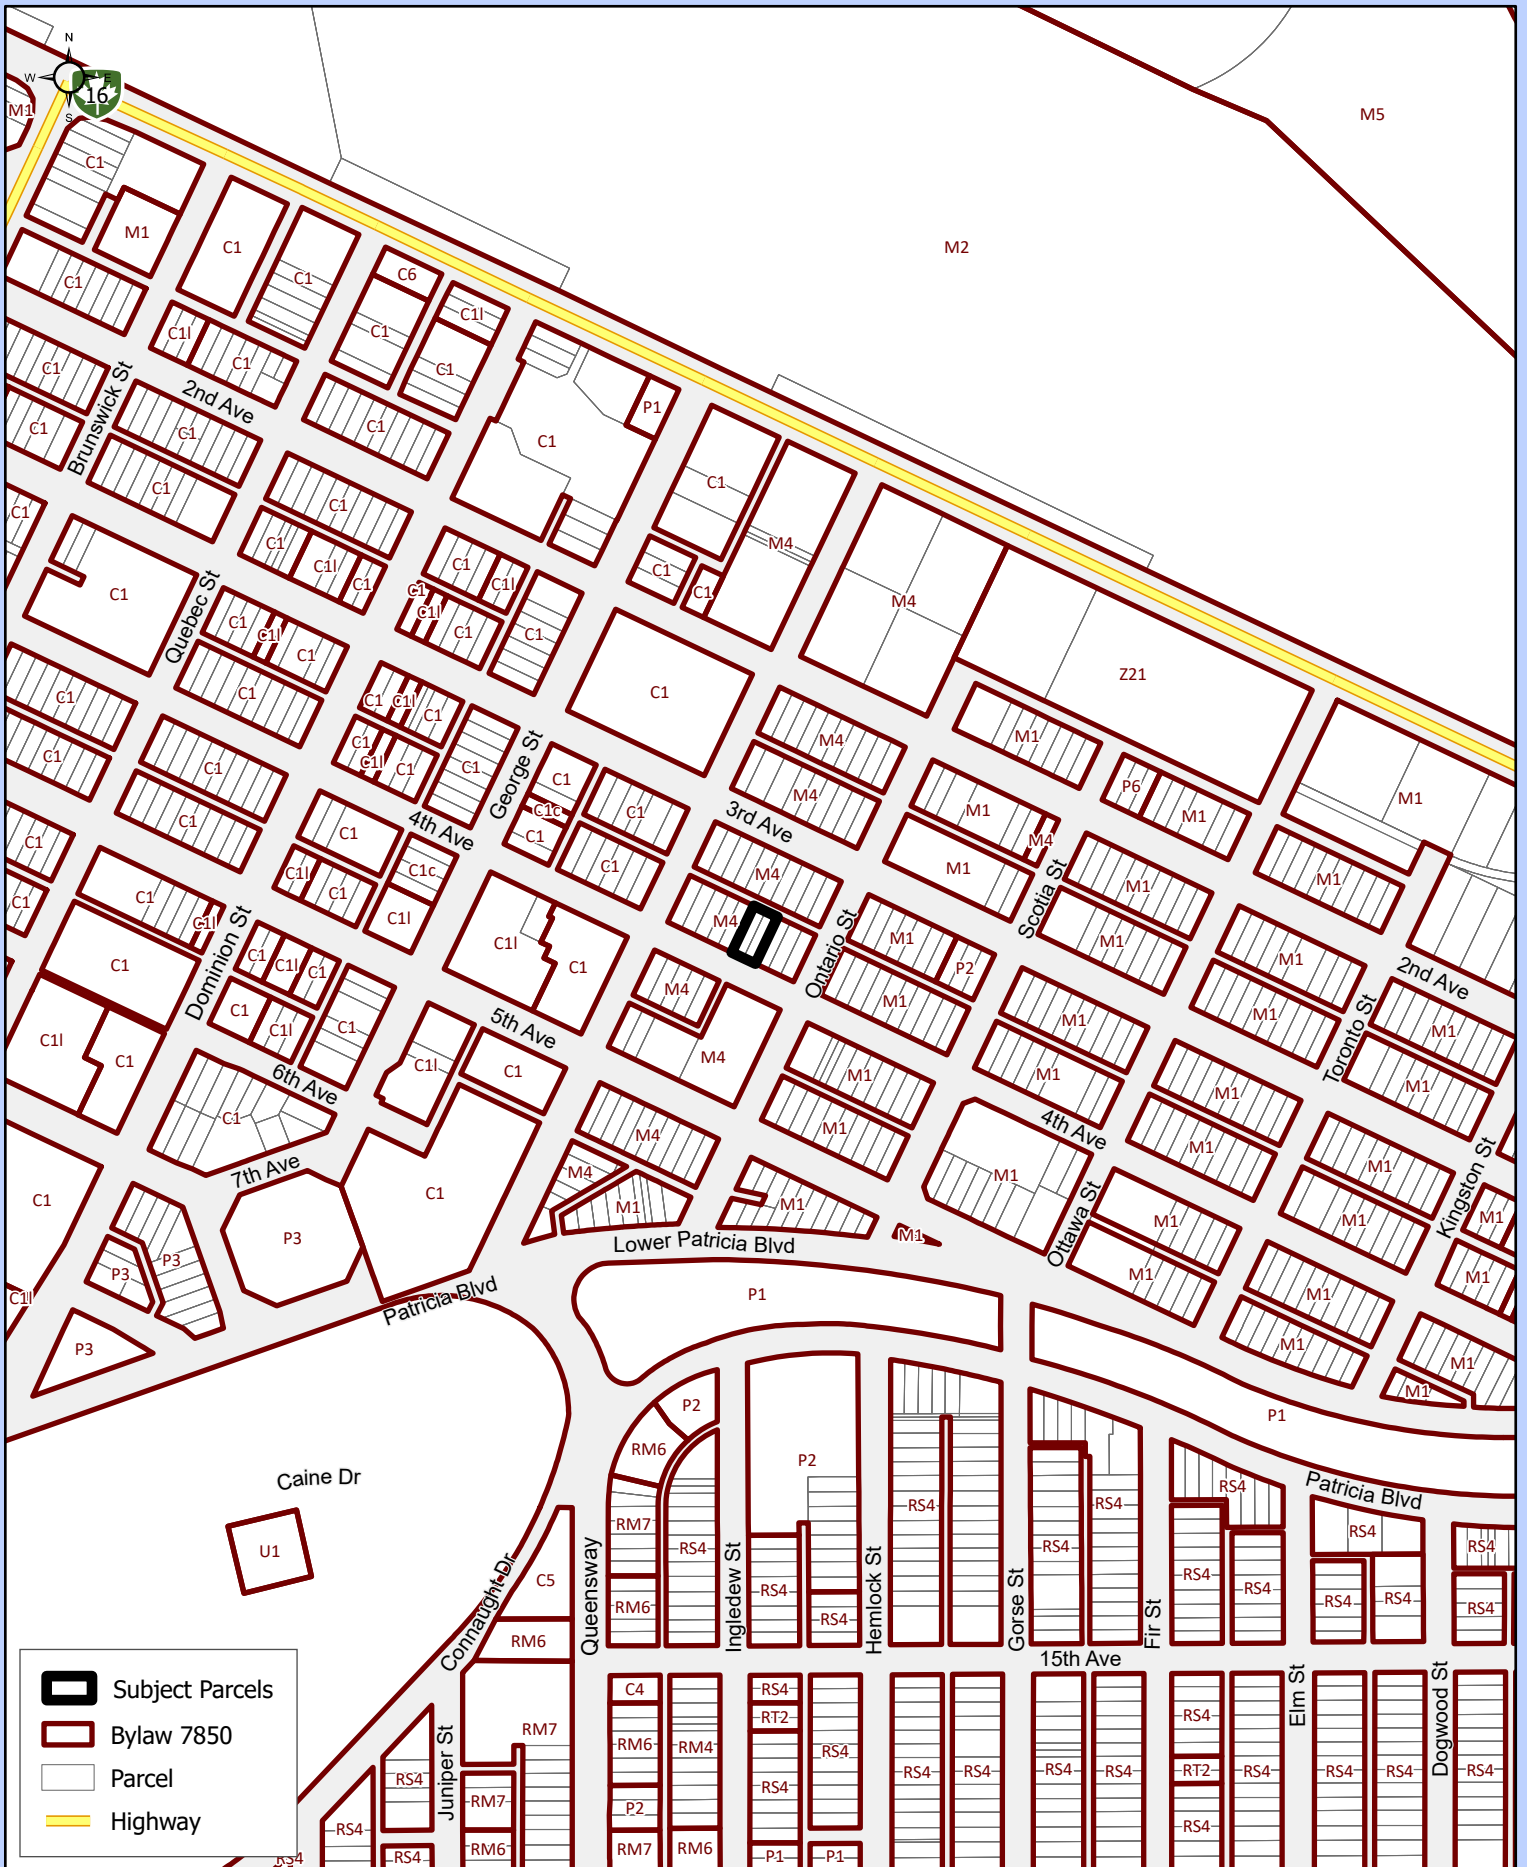 N
W
E
S
16
M1
C1
M1
M5
M2
C1
C1
C6
C1l
C1
C1
C1
C1l
C1
2nd Ave
C1
C1
Brunswick St
C1
C1
C1
P1
C1
C1
M4
C1
C1
C1
C1l
C1
C1
C1l
C1
C1
M4
Z21
C1
Quebec St
C1
C1l
C1
C1
C1l
C1
C1
C1
C1
C1
C1l
C1
C1
C1l
C1
C1
George St
C1
C1c
C1
C1
C1
4th Ave
3rd Ave
M4
M4
M1
P6
M1
M1
M1
M4
M1
Scotia St
M1
M1
M1
C1
C1
C1
C1
C1
C1l
C1
C1c
C1l
M4
M4
C1
C1
C1
C1l
Dominion St
C1
C1l
C1
C1
C1l
C1
C1l
C1
M4
Ontario St
M1
P2
M1
M1
M1
2nd Ave
Toronto St
M1
M1
C1
C1l
C1
5th Ave
C1l
C1
M4
M1
M1
M1
M1
4th Ave
M1
M1
6th Ave
C1
7th Ave
C1
M4
M4
M1
M1
M1
M1
Ottawa St
M1
M1
M1
M1
Kingston St
M1
M1
C1
P3
P3
P3
P3
C1l
Lower Patricia Blvd
Patricia Blvd
P1
M1
M1
M1
M1
P1
Patricia Blvd
Caine Dr
U1
P2
RM6
RM7
RM6
RS4
P2
RS4
RS4
RS4
RS4
RS4
RS4
RS4
RS4
RS4
RS4
RS4
RS4
RS4
C5
RM6
Connaught Dr
Queensway
Ingledew St
Hemlock St
Gorse St
Fir St
15th Ave
Elm St
Dogwood St
Juniper St
RM7
RM7
RM6
RS4
RS4
RS4
RS4
C4
RM6
P2
RM7
RM4
RM6
RS4
RT2
RS4
P1
RS4
P1
RS4
RS4
RS4
RS4
RS4
RT2
RS4
RS4
RS4
RS4
RS4
Subject Parcels
Bylaw 7850
Parcel
Highway